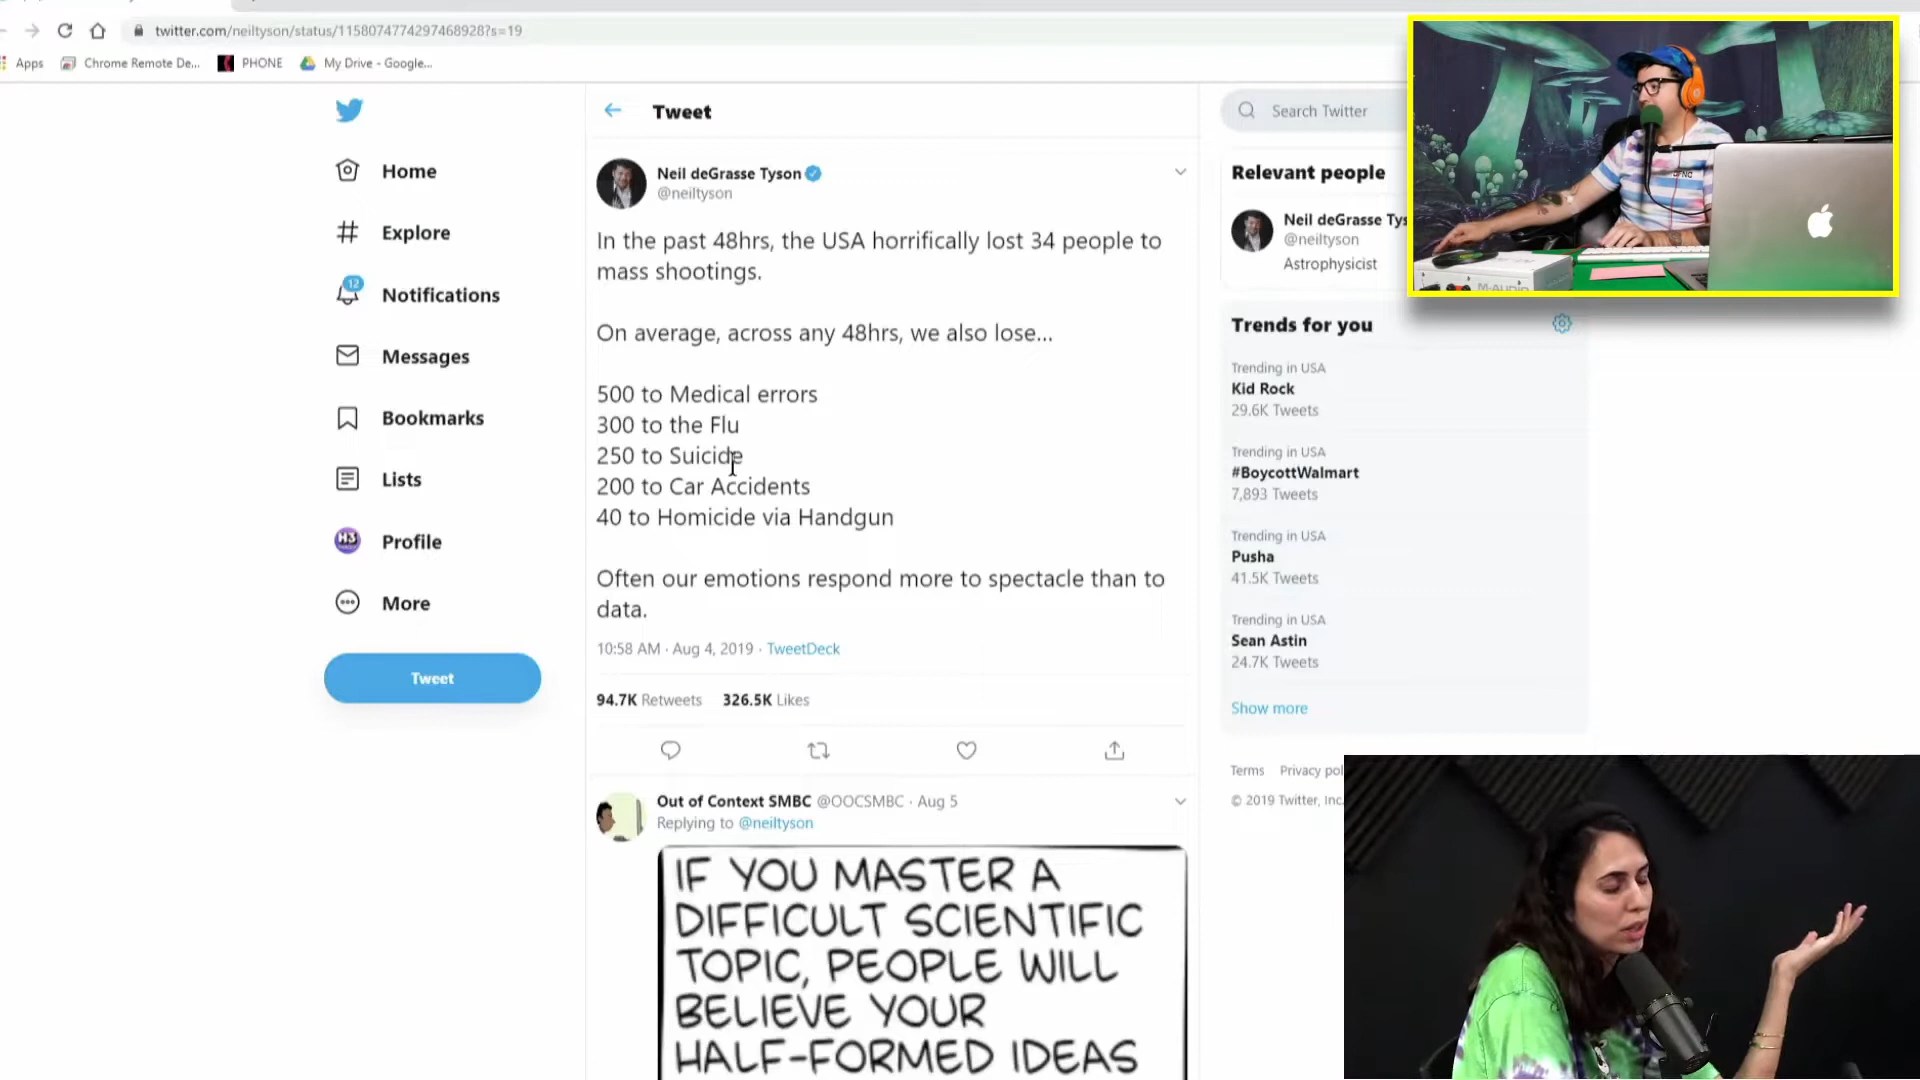 twitter.com/neiltyson/status/1158074774297468928?s=19
Apps Chrome Remote De... PHONE My Drive - Google...
Home
Explore
12
Notifications
Messages
Bookmarks
Lists
H3
Profile
More
Tweet
Tweet
Neil deGrasse Tyson
@neiltyson
In the past 48hrs, the USA horrifically lost 34 people to
mass shootings.
On average, across any 48hrs, we also lose...
500 to Medical errors
300 to the Flu
250 to Suicide
200 to Car Accidents
40 to Homicide via Handgun
Often our emotions respond more to spectacle than to
data.
10:58 AM · Aug 4, 2019 · TweetDeck
94.7K Retweets 326.5K Likes
Out of Context SMBC @OOCSMBC · Aug 5
Replying to @neiltyson
IF YOU MASTER A
DIFFICULT SCIENTIFIC
TOPIC, PEOPLE WILL
BELIEVE YOUR
HALF-FORMED IDEAS
Search Twitter
Relevant people
Neil deGrasse Tys
@neiltyson
Astrophysicist
Trends for you
Trending in USA
Kid Rock
29.6K Tweets
Trending in USA
#BoycottWalmart
7,893 Tweets
Trending in USA
Pusha
41.5K Tweets
Trending in USA
Sean Astin
24.7K Tweets
Show more
Terms Privacy pol
© 2019 Twitter, Inc.
M-AUDIO